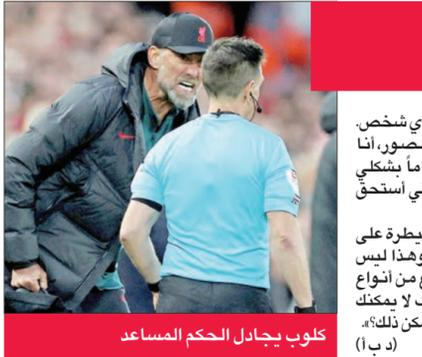 ي شخص.
صور، أنا
اماً بشكلي
ي أستحق
يطرة على
وهذا ليس
ع من أنواع
ب لا يمكنك
كن ذلك؟».
(د ب أ)
كلوب يجادل الحكم المساعد